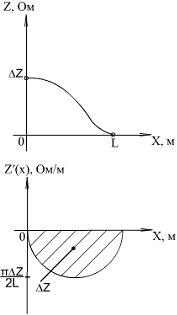 Z, Ом
ΔZ
0
L
X, м
Z'(x), Ом/м
0
X, м
πΔZ
2L
ΔZ